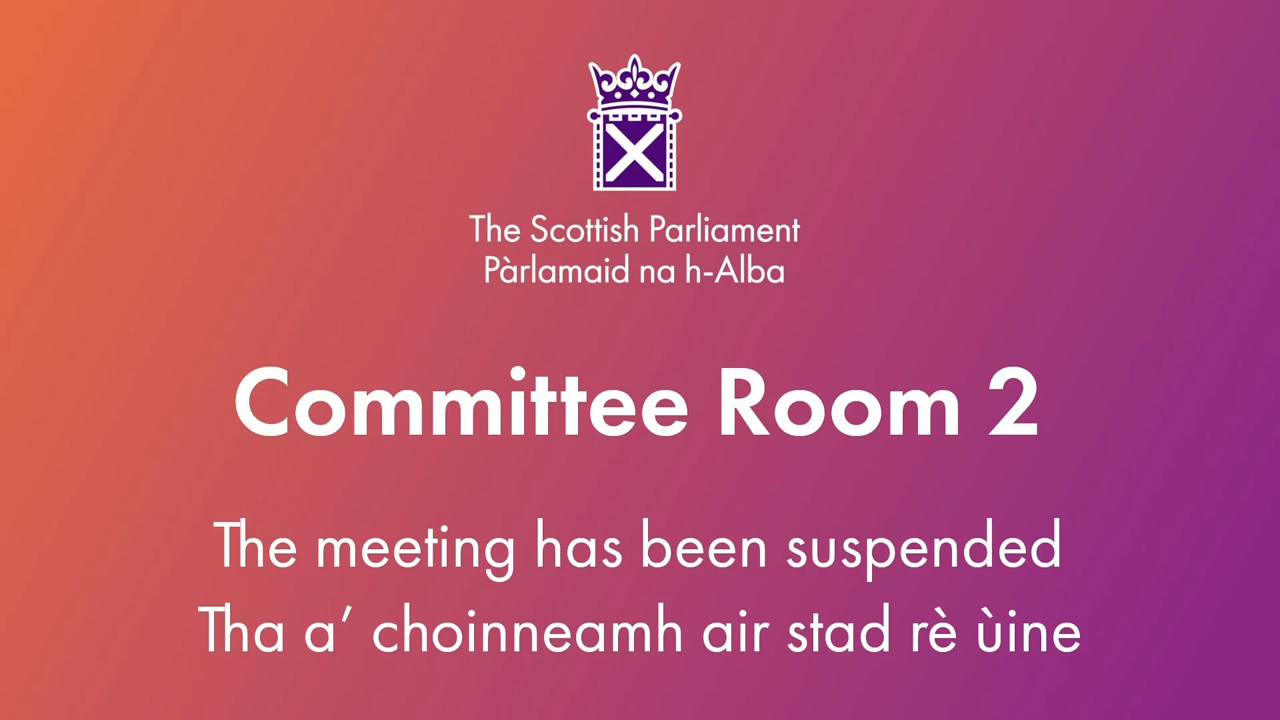 The Scottish Parliament
Pàrlamaid na h-Alba
Committee Room 2
The meeting has been suspended
Tha a’ choinneamh air stad rè ùine